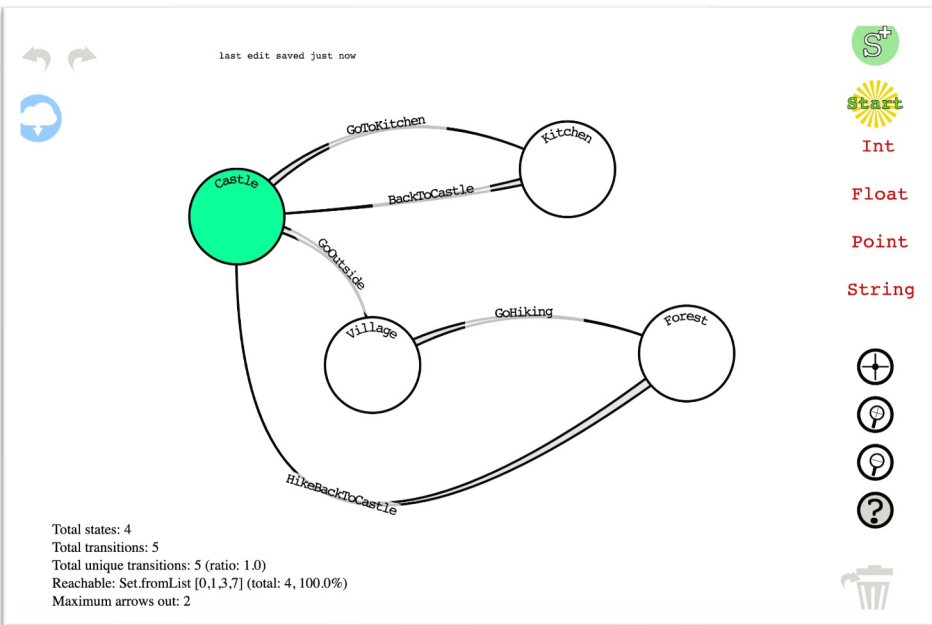 last edit saved just now
S+
Start
Int
Float
Point
String
GoToKitchen
Kitchen
Castle
BackToCastle
GoOutside
Village
GoHiking
Forest
HikeBackToCastle
?
Total states: 4
Total transitions: 5
Total unique transitions: 5 (ratio: 1.0)
Reachable: Set.fromList [0,1,3,7] (total: 4, 100.0%)
Maximum arrows out: 2